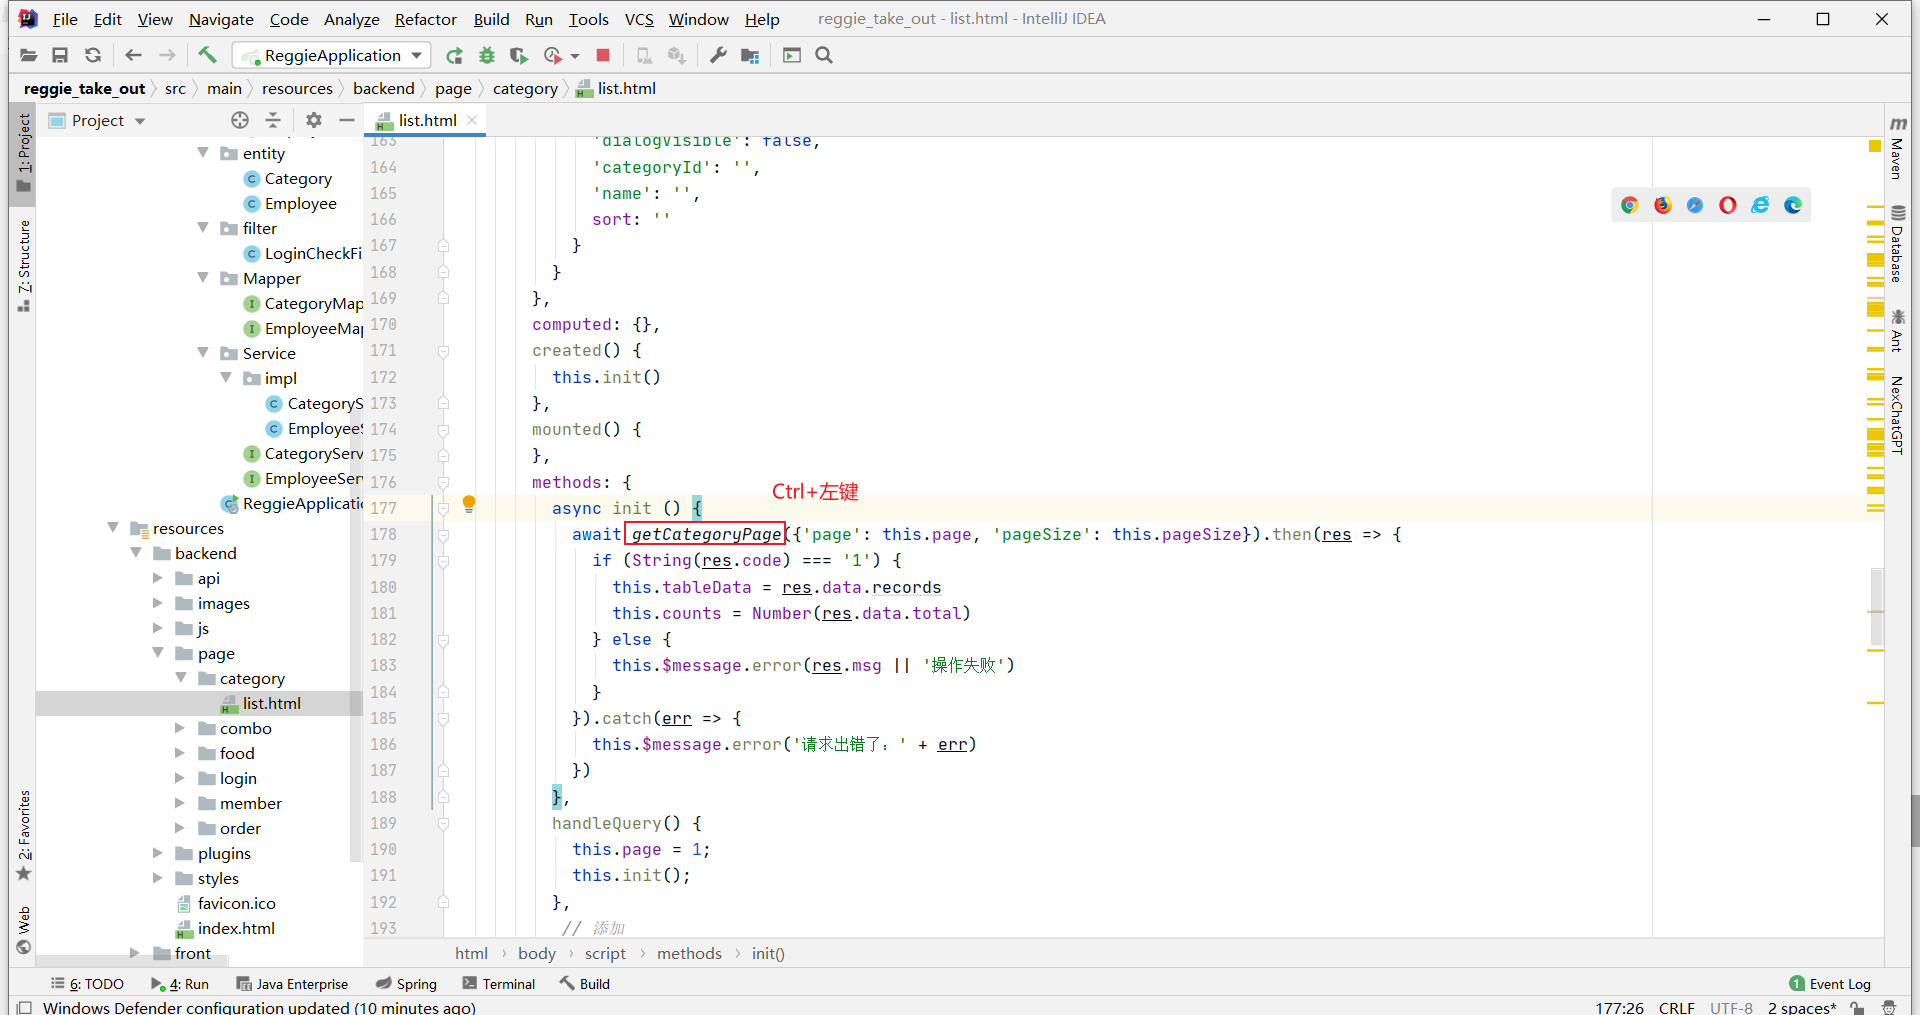 File Edit View Navigate Code Analyze Refactor Build Run Tools VCS Window Help reggie_take_out - list.html - IntelliJ IDEA
ReggieApplication
reggie_take_out src main resources backend page category list.html
Project list.html
1: Project
7: Structure
2: Favorites
Web
entity
Category
Employee
filter
LoginCheckFi
Mapper
CategoryMap
EmployeeMap
Service
impl
CategoryS
EmployeeS
CategoryServ
EmployeeServ
ReggieApplicatio
resources
backend
api
images
js
page
category
list.html
combo
food
login
member
order
plugins
styles
favicon.ico
index.html
front
163 'dialogVisible': false,
164 'categoryId': '',
165 'name': '',
166 sort: ''
167 }
168 }
169 },
170 computed: {},
171 created() {
172 this.init()
173 },
174 mounted() {
175 },
176 methods: {
Ctrl+左键
177 async init () {
178 await getCategoryPage({'page': this.page, 'pageSize': this.pageSize}).then(res => {
179 if (String(res.code) === '1') {
180 this.tableData = res.data.records
181 this.counts = Number(res.data.total)
182 } else {
183 this.$message.error(res.msg || '操作失败')
184 }
185 }).catch(err => {
186 this.$message.error('请求出错了：' + err)
187 })
188 },
189 handleQuery() {
190 this.page = 1;
191 this.init();
192 },
193 // 添加
Maven
Database
Ant
NexChatGPT
html body script methods init()
6: TODO 4: Run Java Enterprise Spring Terminal Build 1 Event Log
Windows Defender configuration updated (10 minutes ago) 177:26 CRLF UTF-8 2 spaces*